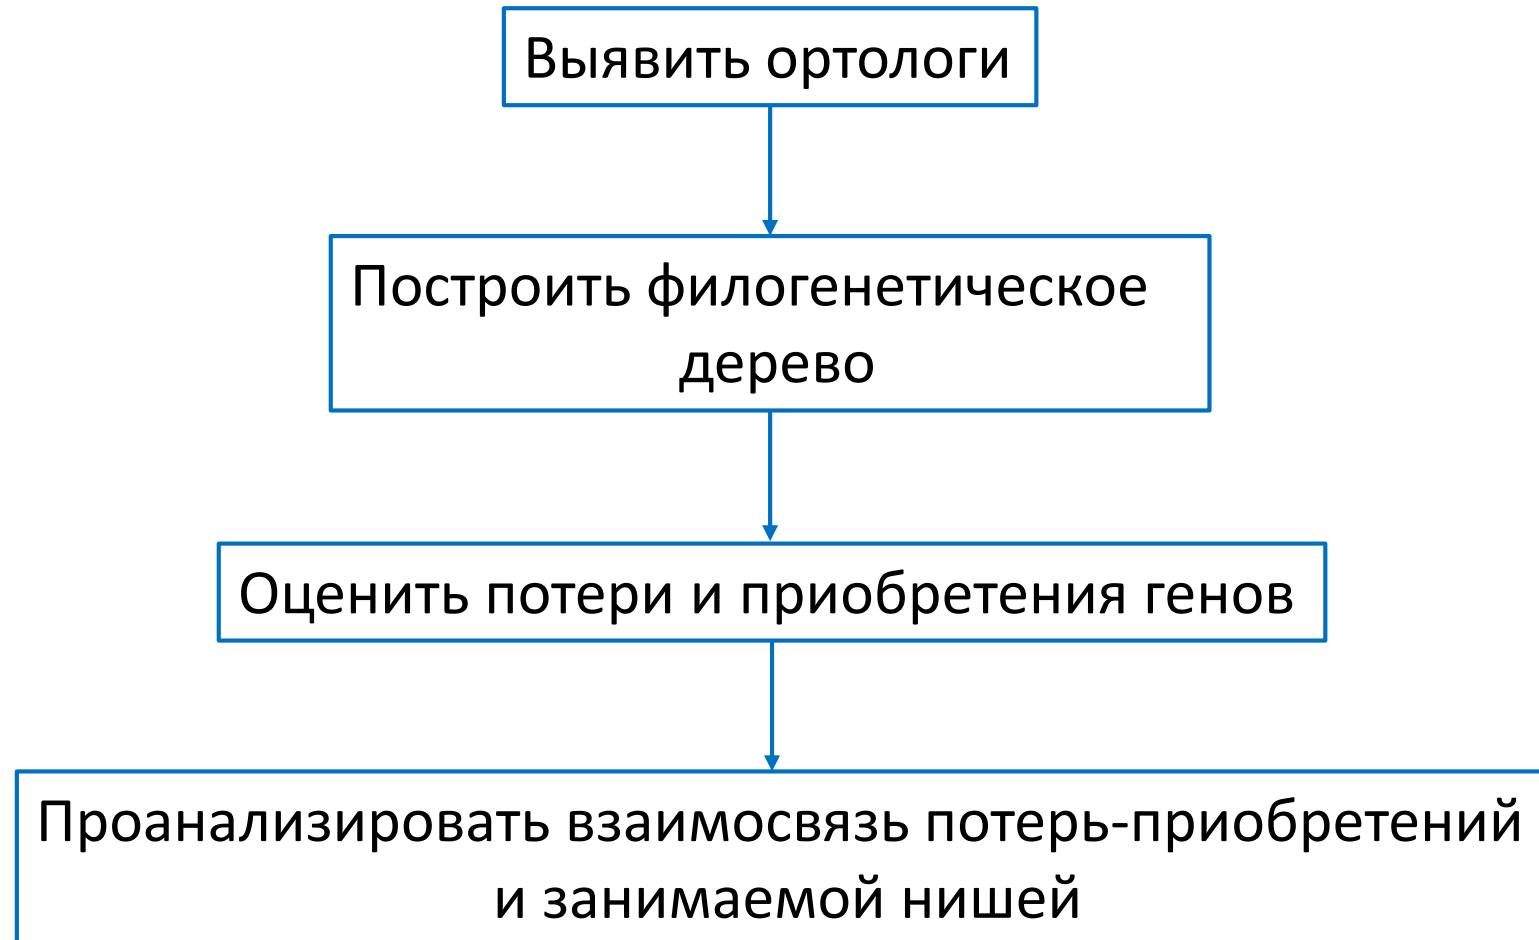 Выявить ортологи
Построить филогенетическое
дерево
Оценить потери и приобретения генов
Проанализировать взаимосвязь потерь-приобретений
и занимаемой нишей